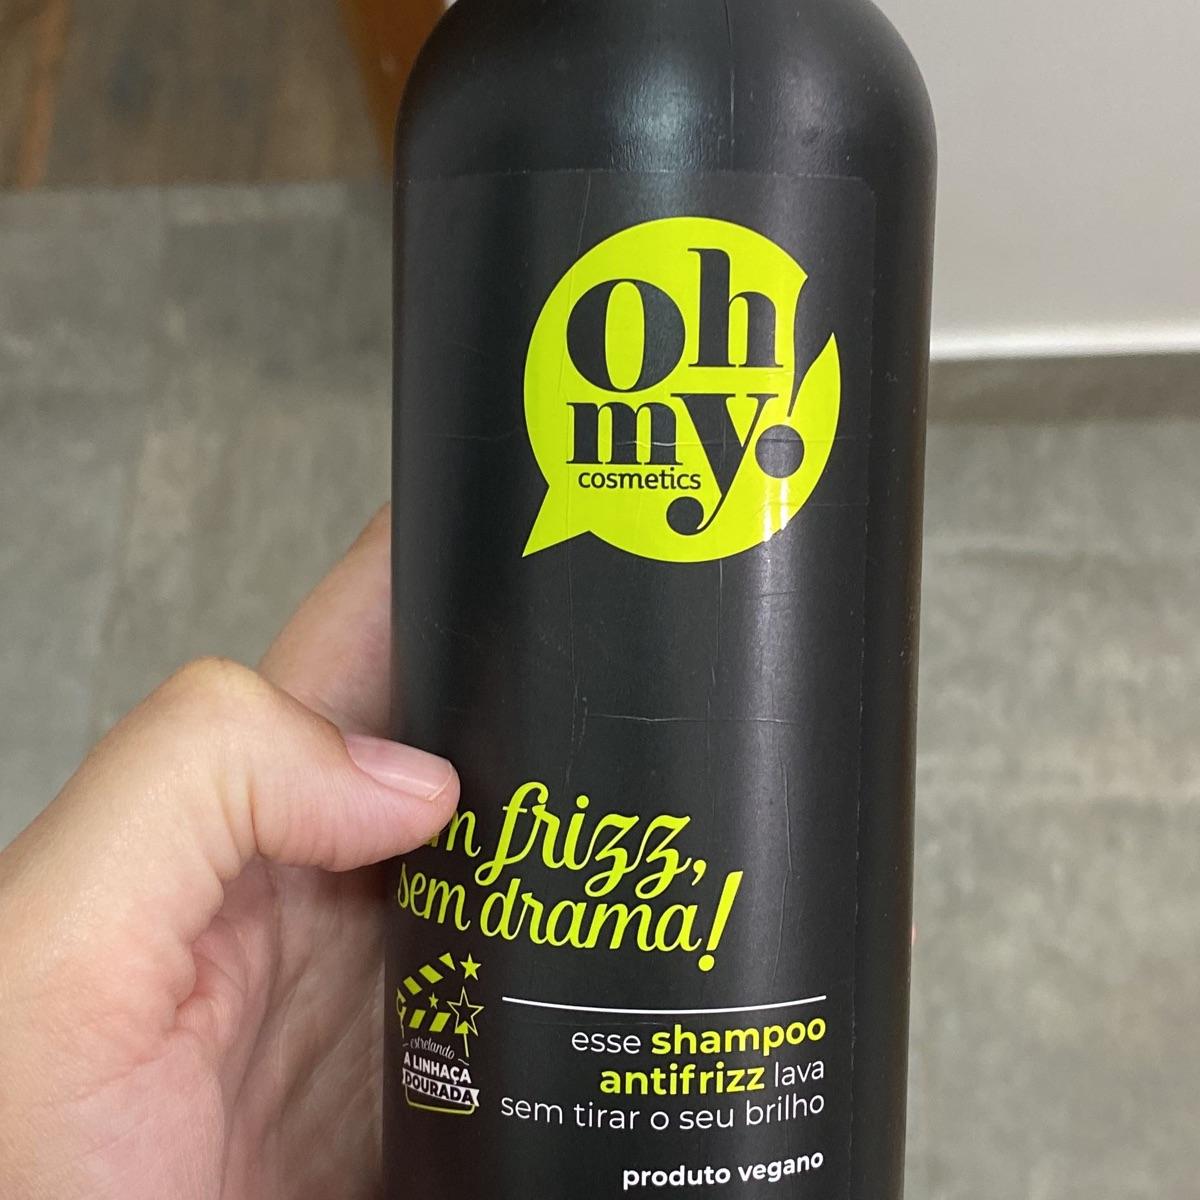 oh
my!
cosmetics
frizz,
sem drama!
estrelando
A LINHAÇA
DOURADA
esse shampoo
antifrizz lava
sem tirar o seu brilho
produto vegano